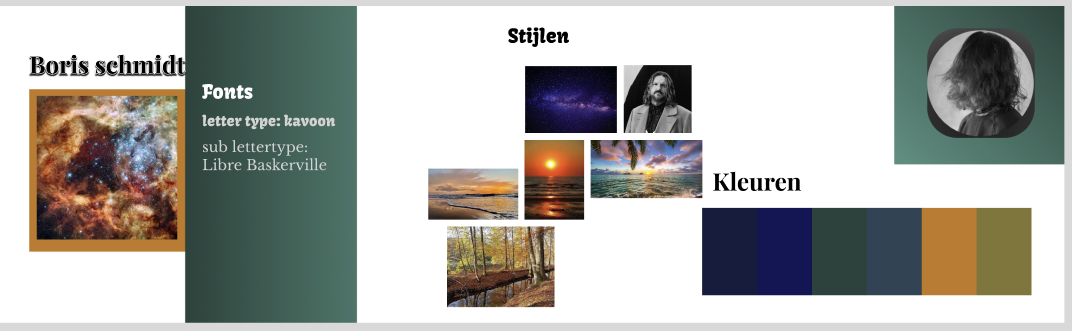 Boris schmidt
Fonts
letter type: kavoon
sub lettertype:
Libre Baskerville
Stijlen
Kleuren